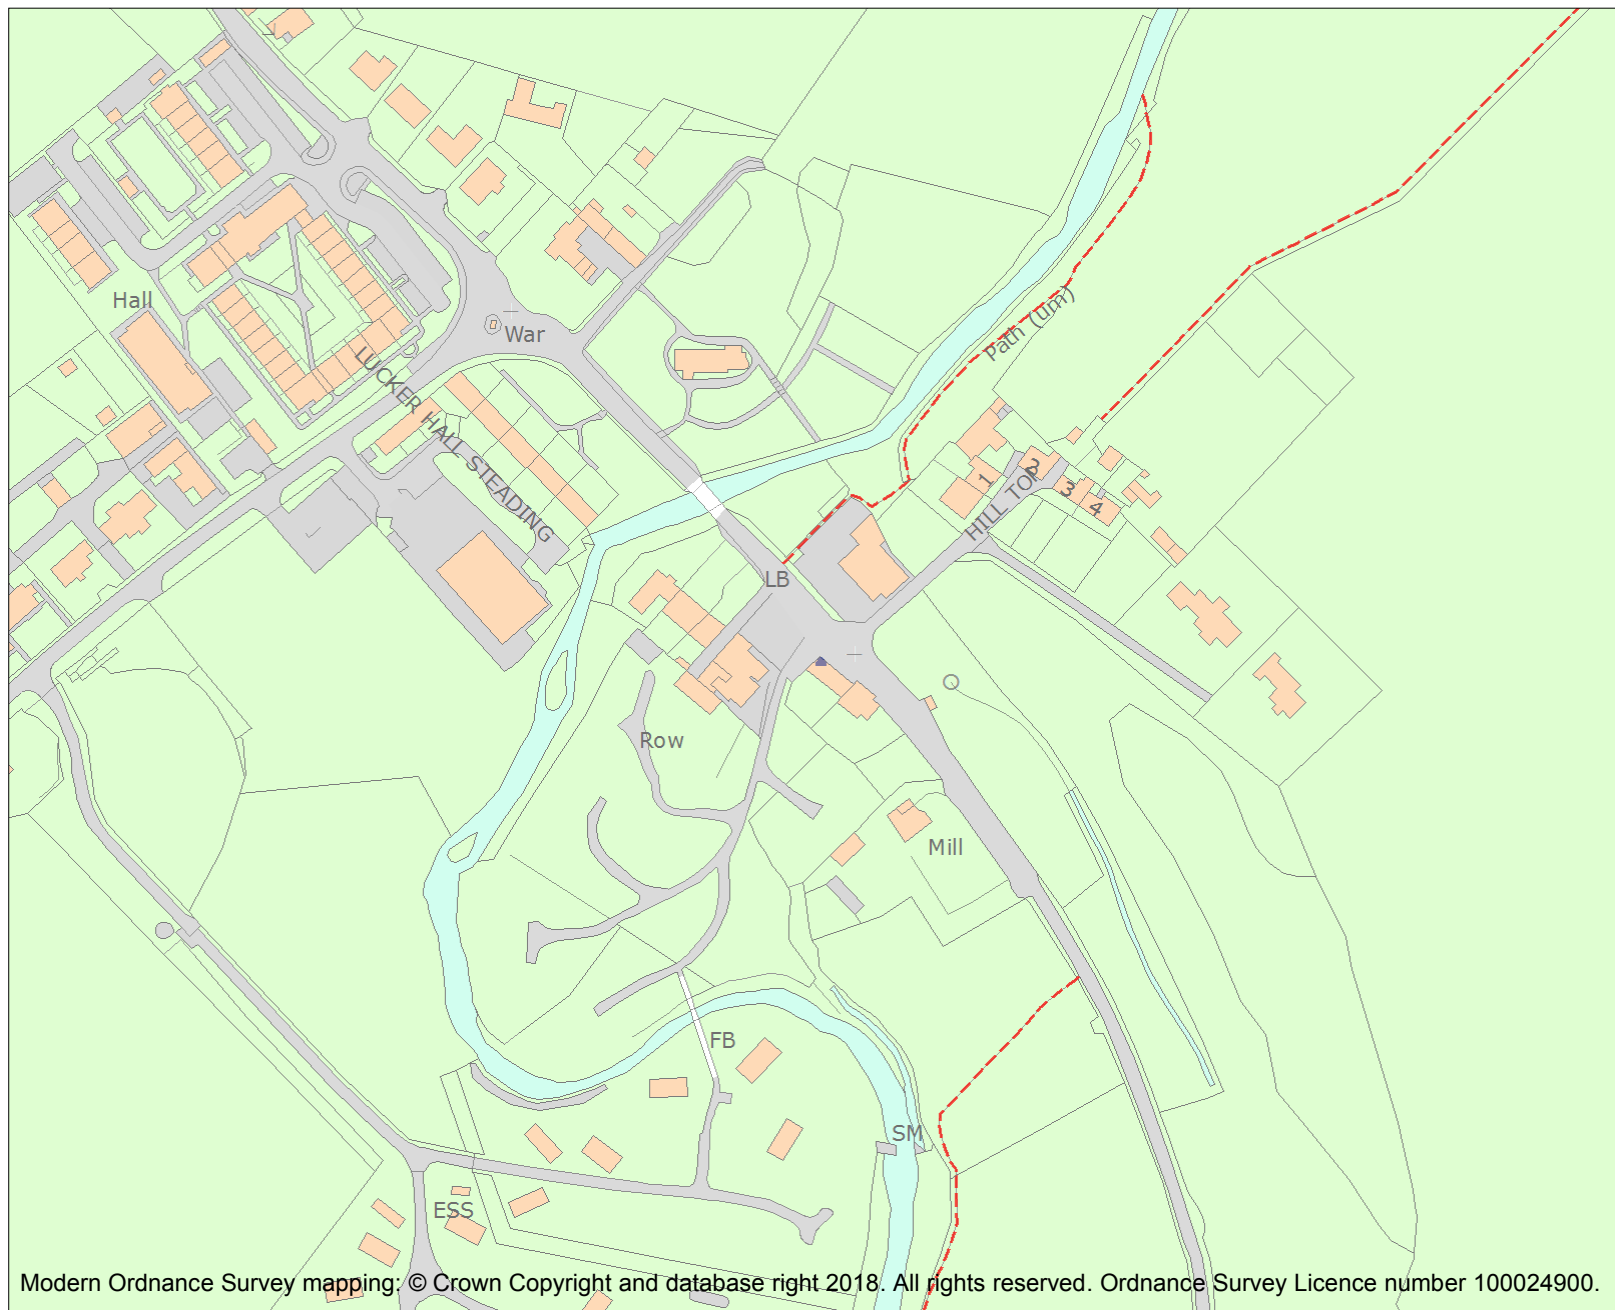 Hall
War
Path (um)
LUCKER HALL STEADING
1
2
3
4
HILL TOP
LB
Row
Mill
FB
SM
ESS
Modern Ordnance Survey mapping: © Crown Copyright and database right 2018. All rights reserved. Ordnance Survey Licence number 100024900.